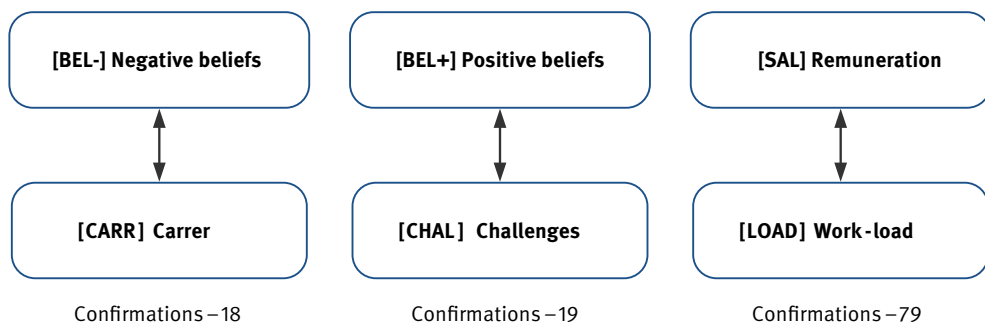 [BEL-] Negative beliefs
[BEL+] Positive beliefs
[SAL] Remuneration
[CARR] Carrer
[CHAL] Challenges
[LOAD] Work-load
Confirmations –18
Confirmations –19
Confirmations –79